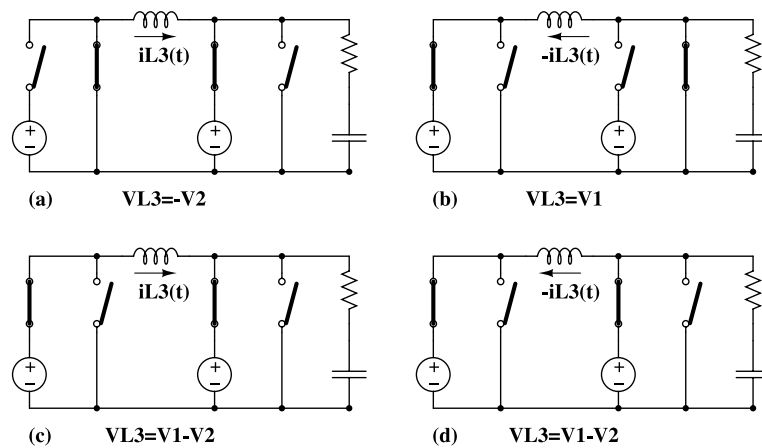 iL3(t)
-iL3(t)
+
−
+
−
+
−
+
−
(a) VL3=-V2
(b) VL3=V1
iL3(t)
-iL3(t)
+
−
+
−
+
−
+
−
(c) VL3=V1-V2
(d) VL3=V1-V2